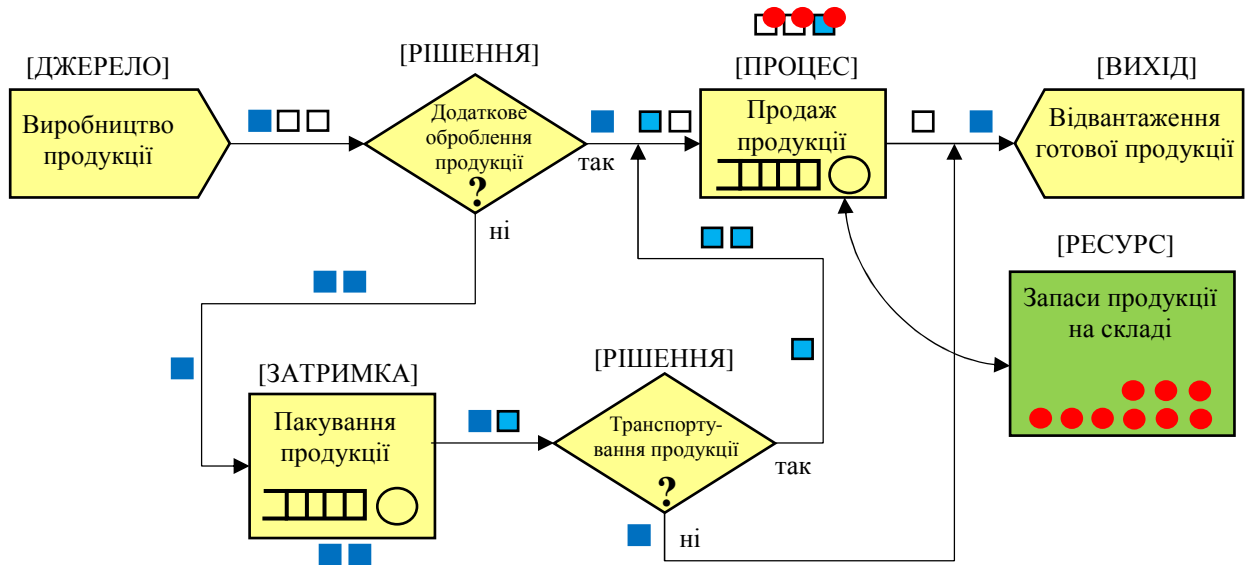 [ДЖЕРЕЛО]
Виробництво
продукції
[РІШЕННЯ]
Додаткове
оброблення
продукції
?
так
ні
[ПРОЦЕС]
Продаж
продукції
[ВИХІД]
Відвантаження
готової продукції
[РЕСУРС]
Запаси продукції
на складі
[ЗАТРИМКА]
Пакування
продукції
[РІШЕННЯ]
Транспорту-
вання продукції
?
так
ні